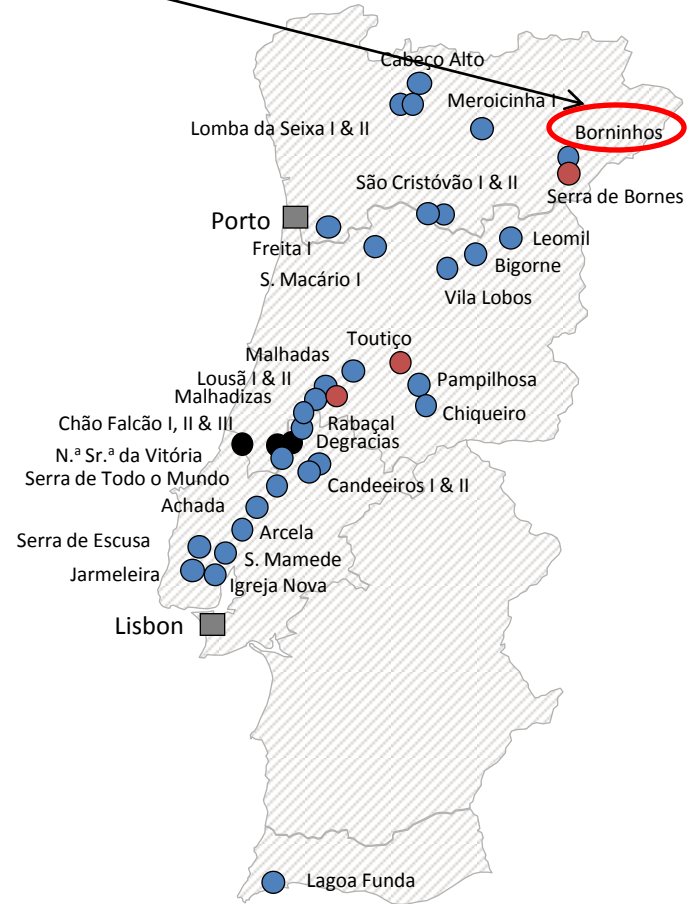 Cabeço Alto
Meroicinha I
Lomba da Seixa I & II
Borninhos
São Cristóvão I & II
Serra de Bornes
Porto
Freita I
Leomil
S. Macário I
Bigorne
Vila Lobos
Toutiço
Malhadas
Lousã I & II
Pampilhosa
Malhadizas
Chiqueiro
Chão Falcão I, II & III
Rabaçal
Degracias
N.ª Sr.ª da Vitória
Serra de Todo o Mundo
Candeeiros I & II
Achada
Arcela
Serra de Escusa
S. Mamede
Jarmeleira
Igreja Nova
Lisbon
Lagoa Funda